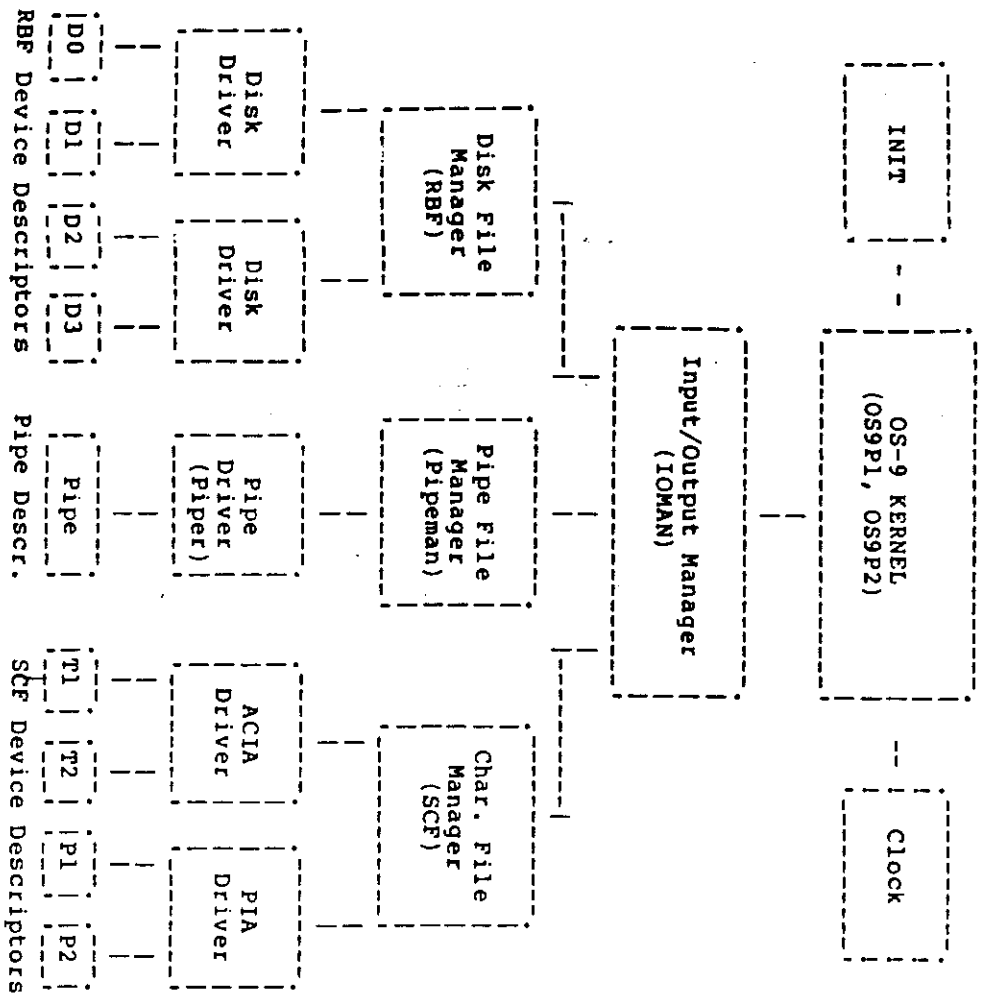 INIT
OS-9 KERNEL
(OS9P1, OS9P2)
Clock
Input/Output Manager
(IOMAN)
Disk File
Manager
(RBF)
Pipe File
Manager
(Pipeman)
Char. File
Manager
(SCF)
Disk
Driver
Disk
Driver
Pipe
Driver
(Piper)
ACIA
Driver
PIA
Driver
D0
D1
D2
D3
Pipe
T1
T2
P1
P2
RBF Device Descriptors
Pipe Descr.
SCF Device Descriptors